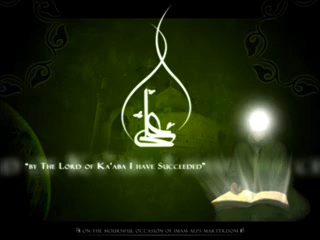 علي
"by The Lord of Ka'aba I have Succeeded"
ON THE MOURNFUL OCCASION OF IMAM ALI'S MARTYRDOM